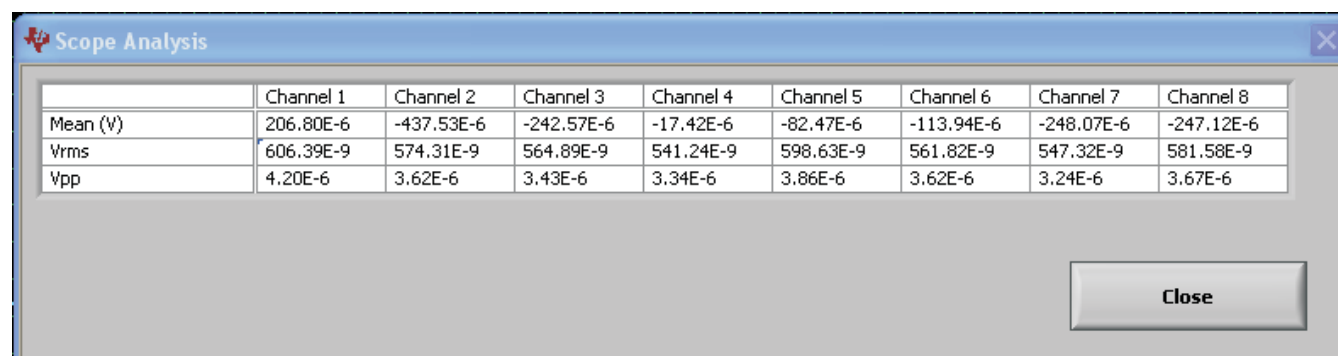 Scope Analysis
Channel 1 Channel 2 Channel 3 Channel 4 Channel 5 Channel 6 Channel 7 Channel 8
Mean (V) 206.80E-6 -437.53E-6 -242.57E-6 -17.42E-6 -82.47E-6 -113.94E-6 -248.07E-6 -247.12E-6
Vrms 606.39E-9 574.31E-9 564.89E-9 541.24E-9 598.63E-9 561.82E-9 547.32E-9 581.58E-9
Vpp 4.20E-6 3.62E-6 3.43E-6 3.34E-6 3.86E-6 3.62E-6 3.24E-6 3.67E-6
Close